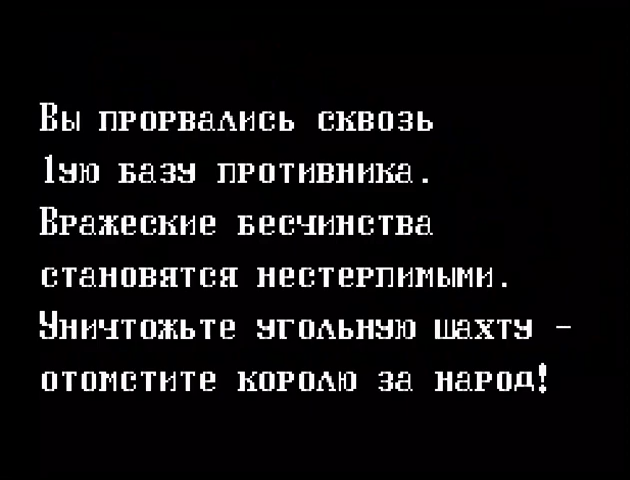 Вы прорвались сквозь
1ую базу противника.
Вражеские бесчинства
становятся нестерпимыми.
Уничтожьте угольную шахту -
отомстите королю за народ!